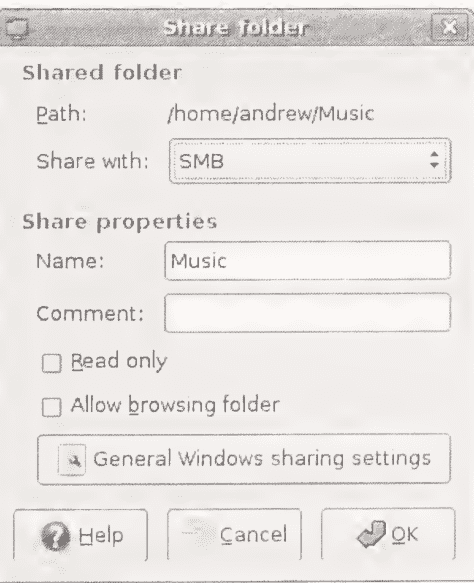 Share folder
Shared folder
Path: /home/andrew/Music
Share with: SMB
Share properties
Name: Music
Comment:
Read only
Allow browsing folder
General Windows sharing settings
Help Cancel OK